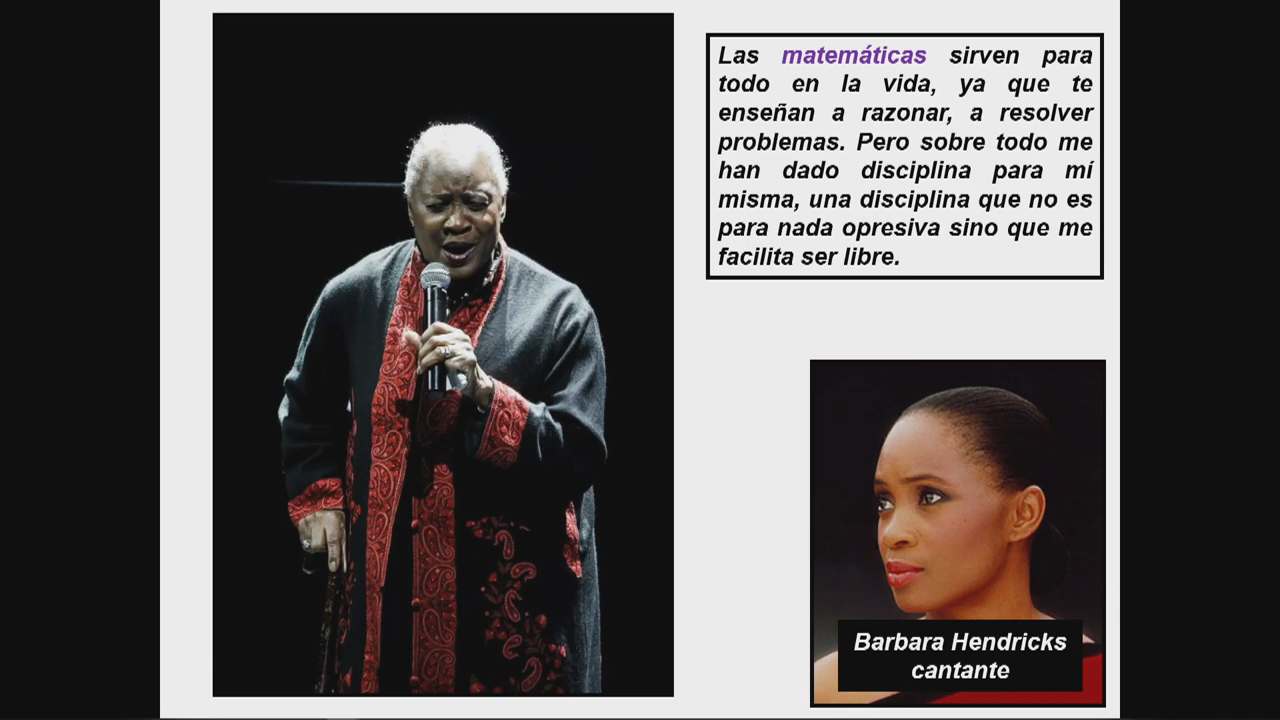 Las matemáticas sirven para
todo en la vida, ya que te
enseñan a razonar, a resolver
problemas. Pero sobre todo me
han dado disciplina para mí
misma, una disciplina que no es
para nada opresiva sino que me
facilita ser libre.
Barbara Hendricks
cantante